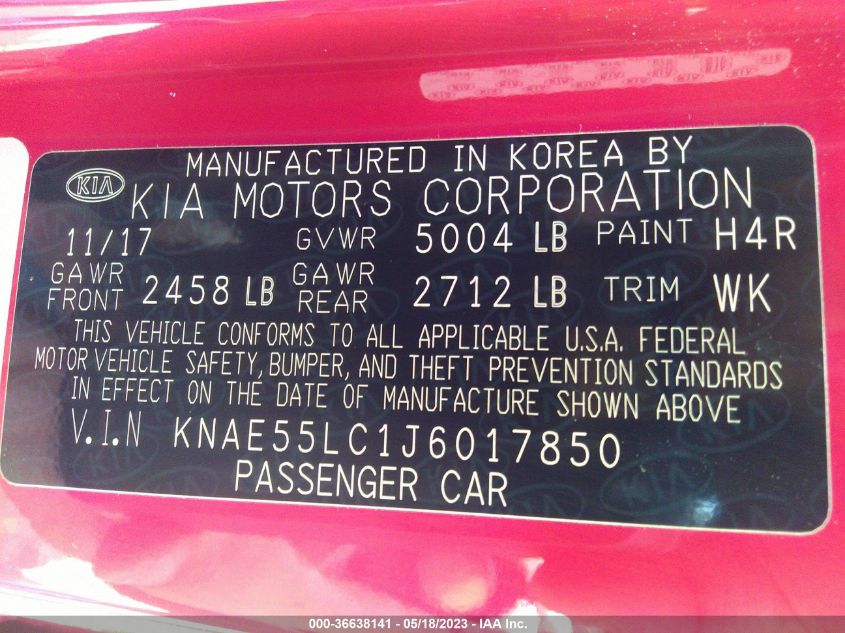 MANUFACTURED IN KOREA BY
KIA KIA MOTORS CORPORATION
11/17 GVWR 5004 LB PAINT H4R
GAWR FRONT 2458 LB GAWR REAR 2712 LB TRIM WK
THIS VEHICLE CONFORMS TO ALL APPLICABLE U.S.A. FEDERAL
MOTOR VEHICLE SAFETY, BUMPER, AND THEFT PREVENTION STANDARDS
IN EFFECT ON THE DATE OF MANUFACTURE SHOWN ABOVE
V.I.N KNAE55LC1J6017850
PASSENGER CAR
000-36638141 - 05/18/2023 - IAA Inc.